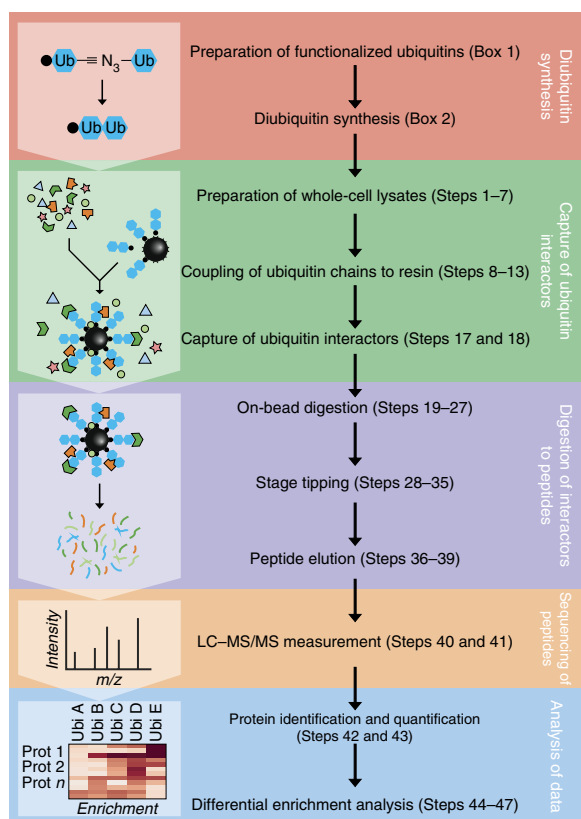 Ub ≡ N3 Ub
UbUb
Preparation of functionalized ubiquitins (Box 1)
Diubiquitin synthesis (Box 2)
Diubiquitin
synthesis
Preparation of whole-cell lysates (Steps 1–7)
Coupling of ubiquitin chains to resin (Steps 8–13)
Capture of ubiquitin interactors (Steps 17 and 18)
Capture of ubiquitin
interactors
On-bead digestion (Steps 19–27)
Stage tipping (Steps 28–35)
Peptide elution (Steps 36–39)
Digestion of interactors
to peptides
Intensity
m/z
LC–MS/MS measurement (Steps 40 and 41)
Sequencing of
peptides
Ubi A
Ubi B
Ubi C
Ubi D
Ubi E
Prot 1
Prot 2
Prot n
Enrichment
Protein identification and quantification
(Steps 42 and 43)
Differential enrichment analysis (Steps 44–47)
Analysis of data